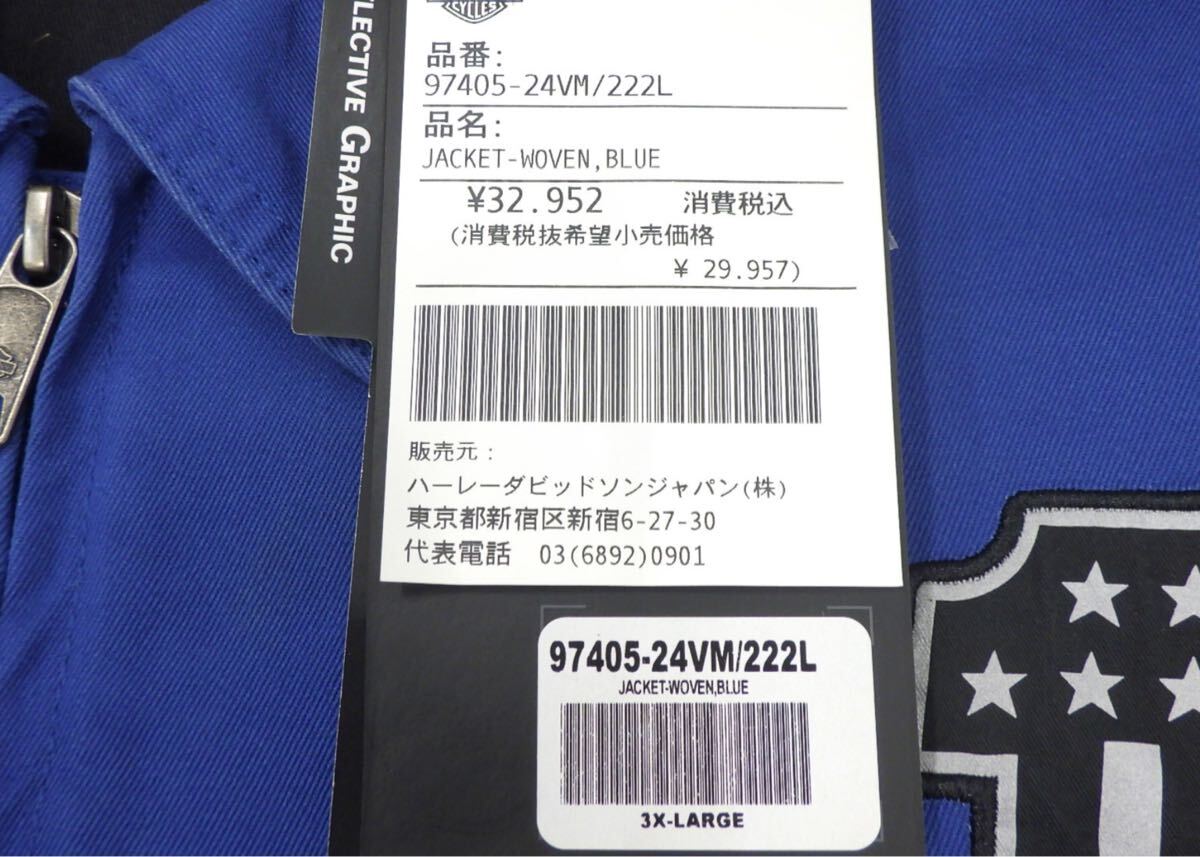 CYCLES
品番:
97405-24VM/222L
品名:
JACKET-WOVEN,BLUE
¥32.952 消費税込
(消費税抜希望小売価格
¥ 29.957)
販売元:
ハーレーダビッドソンジャパン(株)
東京都新宿区新宿6-27-30
代表電話 03(6892)0901
FLECTIVE GRAPHIC
97405-24VM/222L
JACKET-WOVEN,BLUE
3X-LARGE